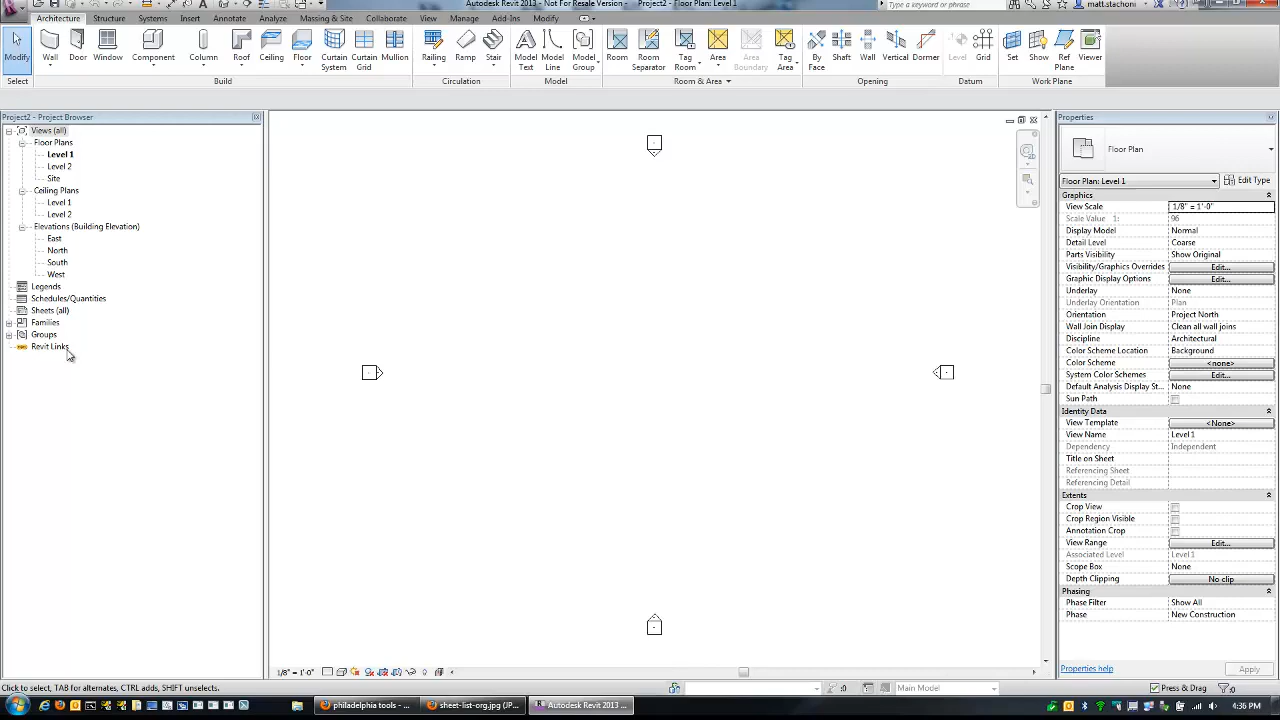 Autodesk Revit 2013 - Not For Resale Version - Project2 - Floor Plan: Level 1
Type a keyword or phrase
matt.stachoni
Architecture Structure Systems Insert Annotate Analyze Massing & Site Collaborate View Manage Add-Ins Modify
Modify Wall Door Window Component Column Roof Ceiling Floor Curtain System Curtain Grid Mullion Railing Ramp Stair Model Text Model Line Model Group Room Room Separator Tag Room Area Area Boundary Tag Area By Face Shaft Wall Vertical Dormer Level Grid Set Show Ref Plane Viewer
Select Build Circulation Model Room & Area Opening Datum Work Plane
Project2 - Project Browser
Views (all)
Floor Plans
Level 1
Level 2
Site
Ceiling Plans
Level 1
Level 2
Elevations (Building Elevation)
East
North
South
West
Legends
Schedules/Quantities
Sheets (all)
Families
Groups
Revit Links
Properties
Floor Plan
Floor Plan: Level 1 Edit Type
Graphics
View Scale 1/8" = 1'-0"
Scale Value 1: 96
Display Model Normal
Detail Level Coarse
Parts Visibility Show Original
Visibility/Graphics Overrides Edit...
Graphic Display Options Edit...
Underlay None
Underlay Orientation Plan
Orientation Project North
Wall Join Display Clean all wall joins
Discipline Architectural
Color Scheme Location Background
Color Scheme <none>
System Color Schemes Edit...
Default Analysis Display St... None
Sun Path
Identity Data
View Template <None>
View Name Level 1
Dependency Independent
Title on Sheet
Referencing Sheet
Referencing Detail
Extents
Crop View
Crop Region Visible
Annotation Crop
View Range Edit...
Associated Level Level 1
Scope Box None
Depth Clipping No clip
Phasing
Phase Filter Show All
Phase New Construction
Properties help Apply
1/8" = 1'-0"
Click to select, TAB for alternates, CTRL adds, SHIFT unselects.
:0 Main Model Press & Drag :0
philadelphia tools - ... sheet-list-org.jpg (JP... Autodesk Revit 2013 ... 4:36 PM